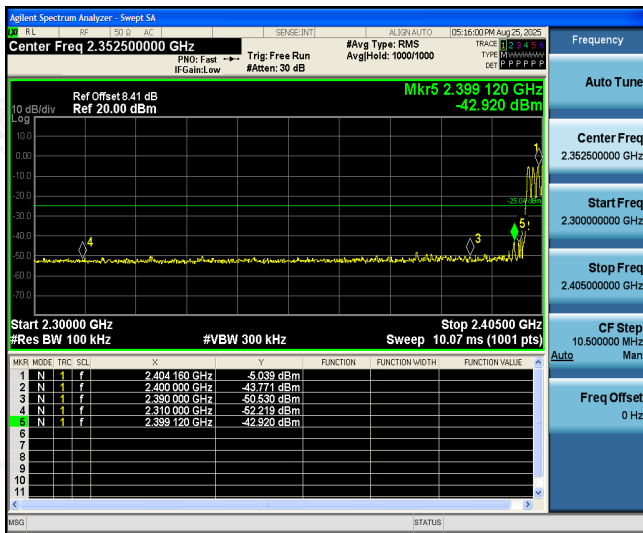 Agilent Spectrum Analyzer - Swept SA
LXI RL RF 50 Ω AC SENSE:INT ALIGN AUTO 05:16:00 PM Aug 25, 2025
Center Freq 2.352500000 GHz #Avg Type: RMS TRACE 1 2 3 4 5 6
PNO: Fast Trig: Free Run Avg|Hold: 1000/1000 TYPE M
IFGain:Low #Atten: 30 dB DET P P P P P P
Ref Offset 8.41 dB Mkr5 2.399 120 GHz
10 dB/div Ref 20.00 dBm -42.920 dBm
Log
10.0
0.00
-10.0
-20.0
-30.0
-40.0
-50.0
-60.0
-70.0
1
5
3
4
Start 2.30000 GHz Stop 2.40500 GHz
#Res BW 100 kHz #VBW 300 kHz Sweep 10.07 ms (1001 pts)
MKR MODE TRC SCL X Y FUNCTION FUNCTION WIDTH FUNCTION VALUE
1 N 1 f 2.404 160 GHz -5.039 dBm
2 N 1 f 2.400 000 GHz -43.771 dBm
3 N 1 f 2.390 000 GHz -50.530 dBm
4 N 1 f 2.310 000 GHz -52.219 dBm
5 N 1 f 2.399 120 GHz -42.920 dBm
6
7
8
9
10
11
MSG STATUS
Frequency
Auto Tune
Center Freq
2.352500000 GHz
Start Freq
2.300000000 GHz
Stop Freq
2.405000000 GHz
CF Step
10.500000 MHz
Auto Man
Freq Offset
0 Hz